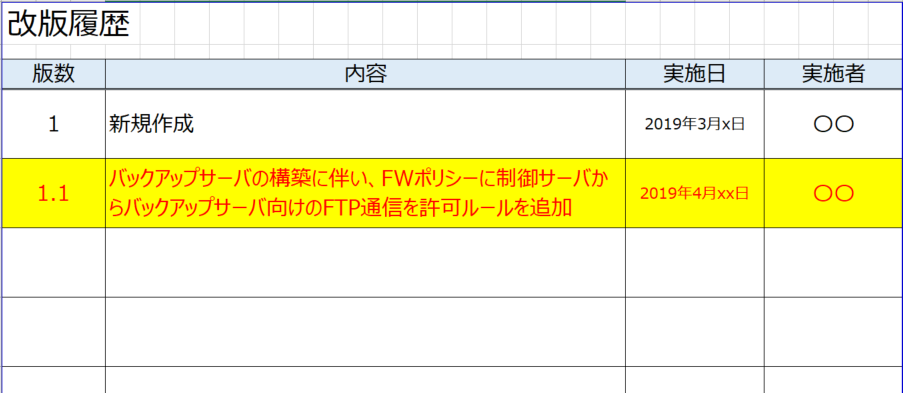 改版履歴
版数 内容 実施日 実施者
1 新規作成 2019年3月x日 〇〇
1.1 バックアップサーバの構築に伴い、FWポリシーに制御サーバか
らバックアップサーバ向けのFTP通信を許可ルールを追加 2019年4月xx日 〇〇